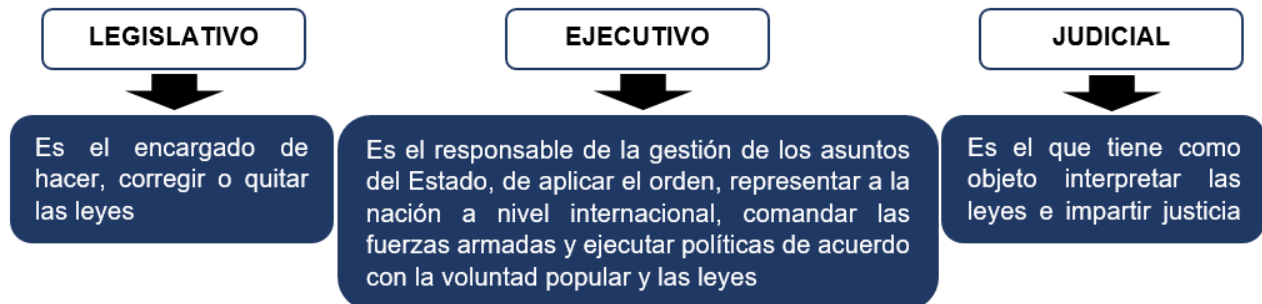 LEGISLATIVO
Es el encargado de
hacer, corregir o quitar
las leyes
EJECUTIVO
Es el responsable de la gestión de los asuntos
del Estado, de aplicar el orden, representar a la
nación a nivel internacional, comandar las
fuerzas armadas y ejecutar políticas de acuerdo
con la voluntad popular y las leyes
JUDICIAL
Es el que tiene como
objeto interpretar las
leyes e impartir justicia